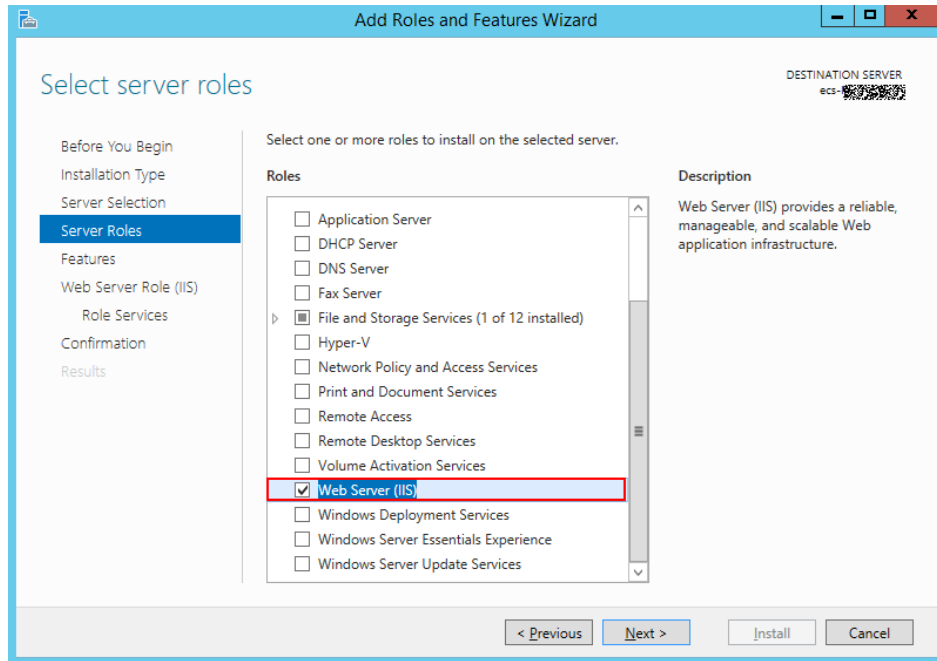 Add Roles and Features Wizard
Select server roles
DESTINATION SERVER
ecs-
Before You Begin
Installation Type
Server Selection
Server Roles
Features
Web Server Role (IIS)
Role Services
Confirmation
Results
Select one or more roles to install on the selected server.
Roles
Application Server
DHCP Server
DNS Server
Fax Server
File and Storage Services (1 of 12 installed)
Hyper-V
Network Policy and Access Services
Print and Document Services
Remote Access
Remote Desktop Services
Volume Activation Services
Web Server (IIS)
Windows Deployment Services
Windows Server Essentials Experience
Windows Server Update Services
Description
Web Server (IIS) provides a reliable,
manageable, and scalable Web
application infrastructure.
< Previous
Next >
Install
Cancel